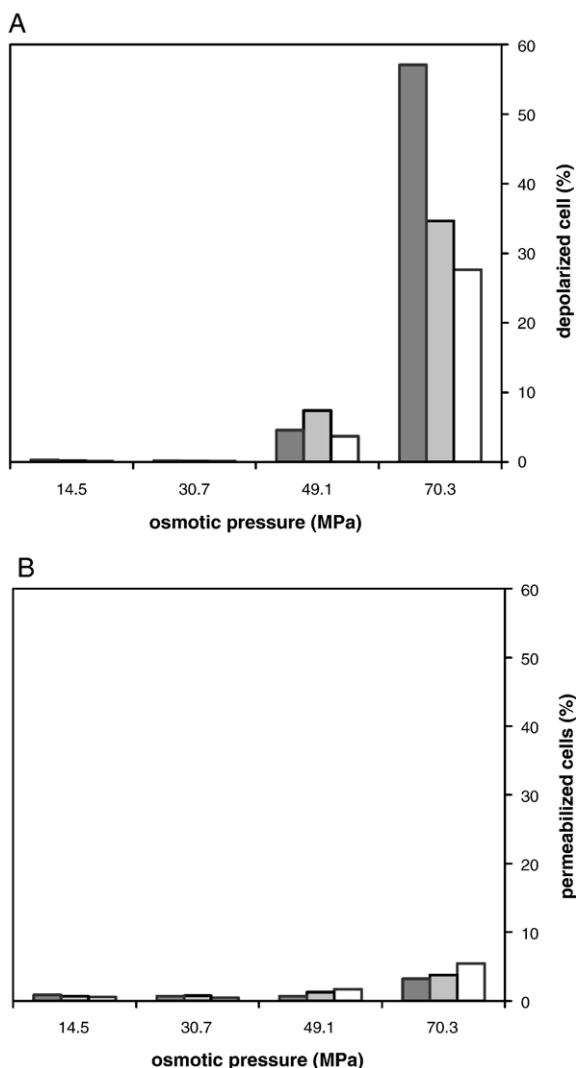 A
60
50
40
30
20
10
0
depolarized cell (%)
14.5 30.7 49.1 70.3
osmotic pressure (MPa)
B
60
50
40
30
20
10
0
permeabilized cells (%)
14.5 30.7 49.1 70.3
osmotic pressure (MPa)